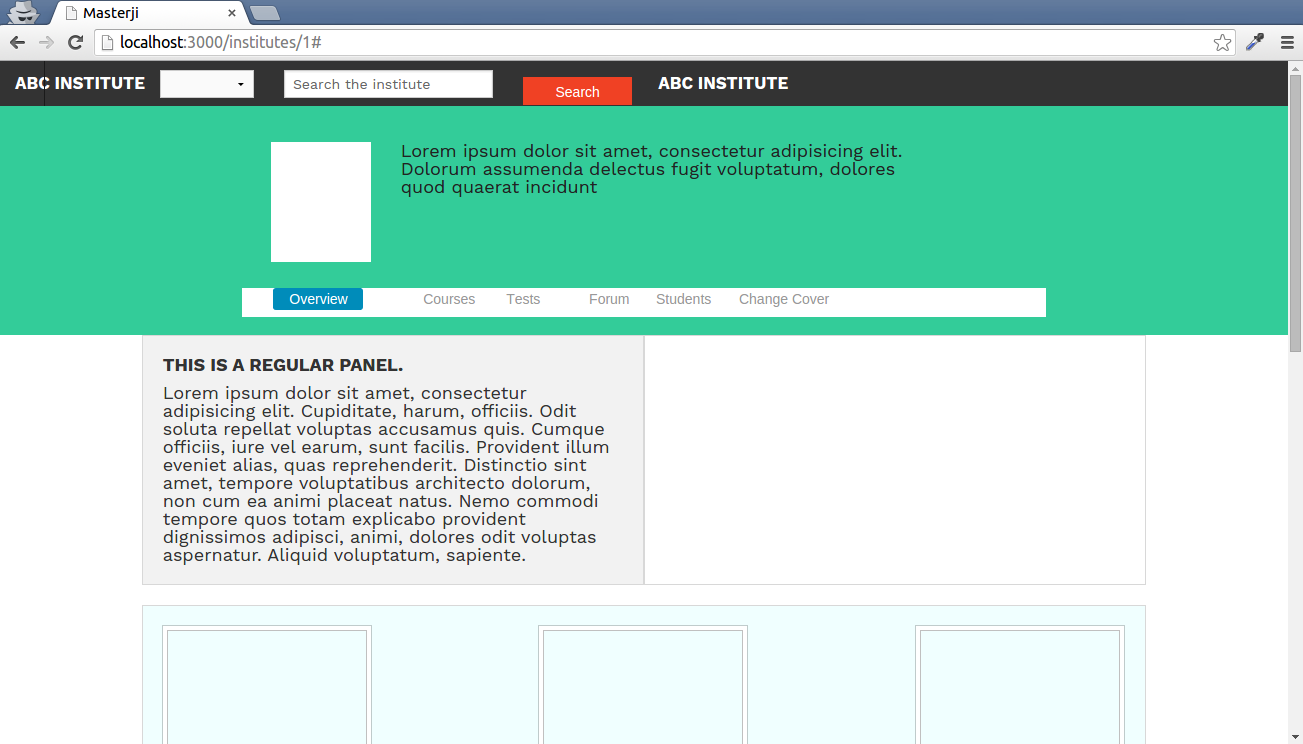 Masterji
localhost:3000/institutes/1#
ABC INSTITUTE
Search the institute
Search
ABC INSTITUTE
Lorem ipsum dolor sit amet, consectetur adipisicing elit.
Dolorum assumenda delectus fugit voluptatum, dolores
quod quaerat incidunt
Overview Courses Tests Forum Students Change Cover
THIS IS A REGULAR PANEL.
Lorem ipsum dolor sit amet, consectetur
adipisicing elit. Cupiditate, harum, officiis. Odit
soluta repellat voluptas accusamus quis. Cumque
officiis, iure vel earum, sunt facilis. Provident illum
eveniet alias, quas reprehenderit. Distinctio sint
amet, tempore voluptatibus architecto dolorum,
non cum ea animi placeat natus. Nemo commodi
tempore quos totam explicabo provident
dignissimos adipisci, animi, dolores odit voluptas
aspernatur. Aliquid voluptatum, sapiente.